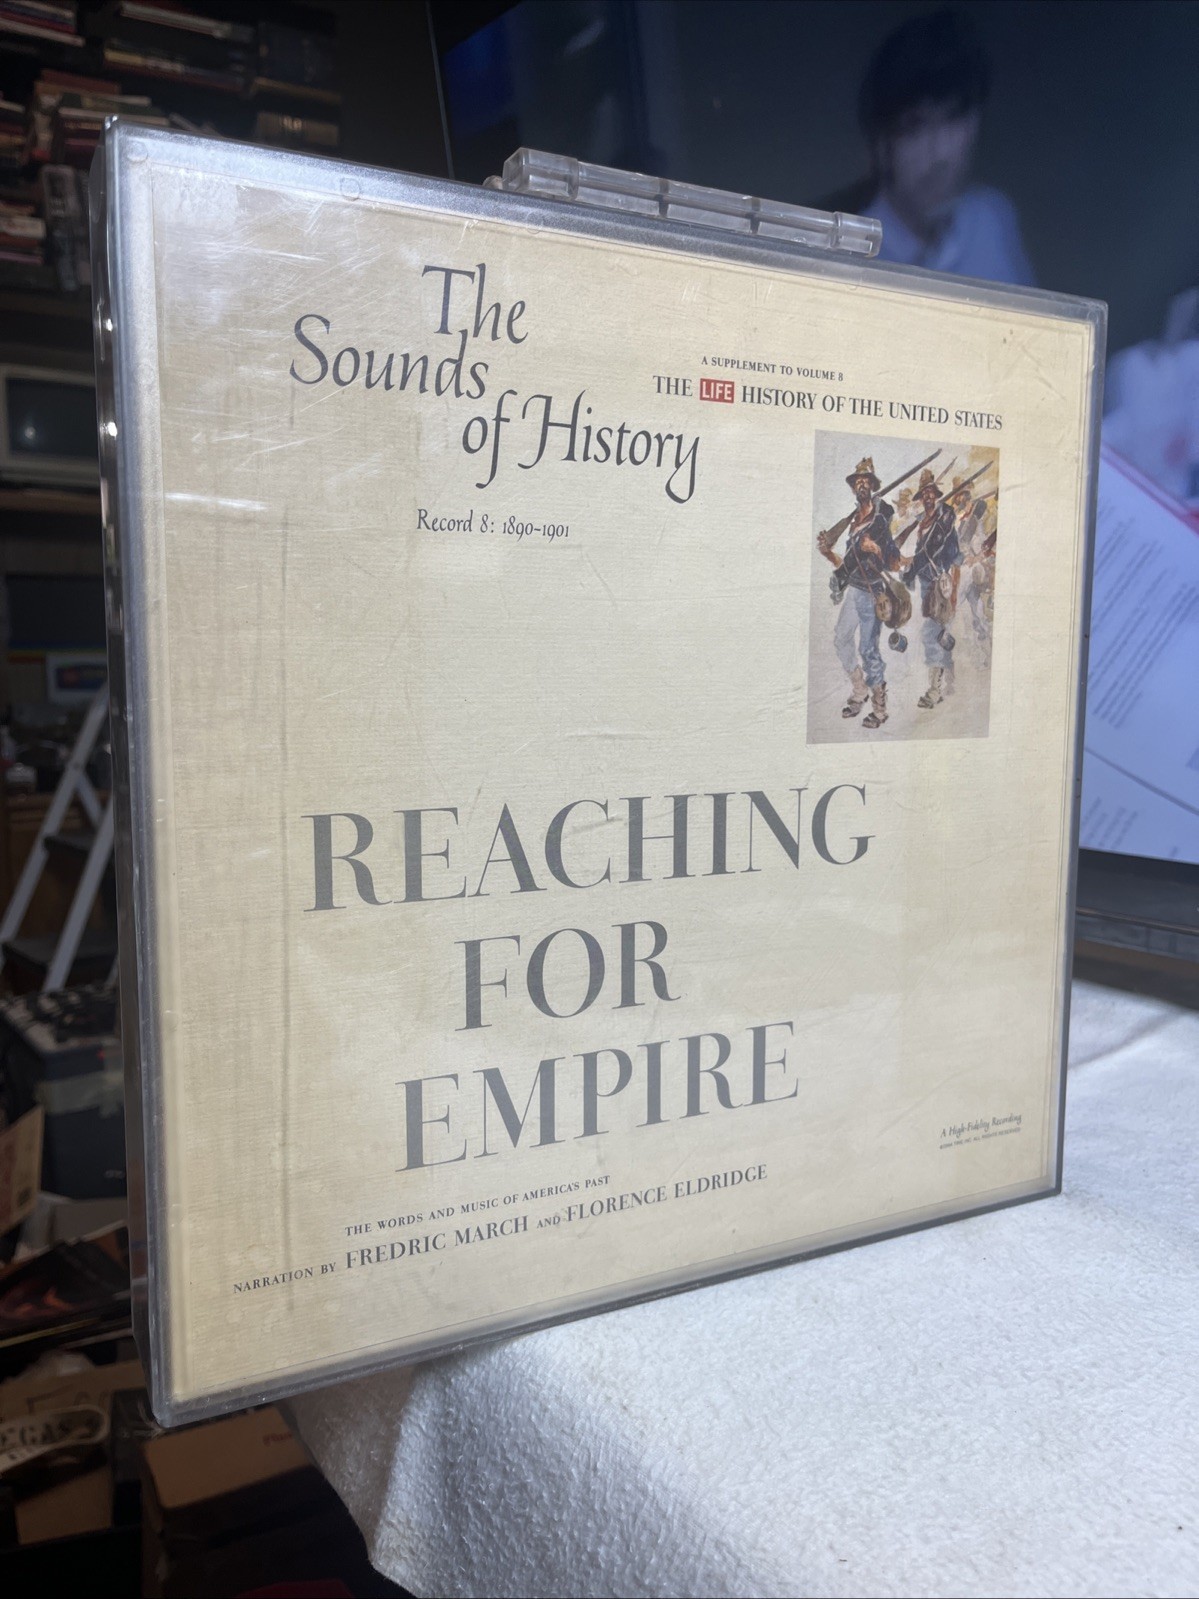 The
Sounds
of History
Record 8: 1890-1901
A SUPPLEMENT TO VOLUME 8
THE LIFE HISTORY OF THE UNITED STATES
REACHING
FOR
EMPIRE
THE WORDS AND MUSIC OF AMERICA'S PAST
NARRATION BY FREDRIC MARCH AND FLORENCE ELDRIDGE
A High-Fidelity Recording